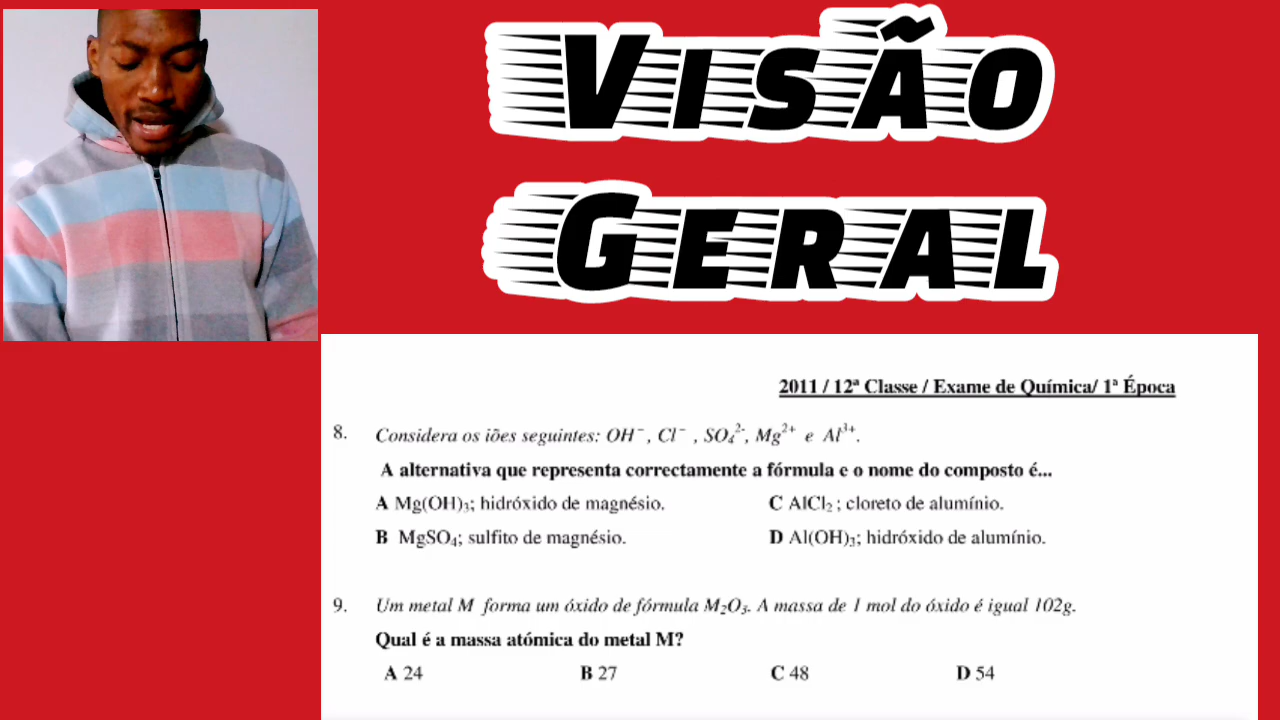 VISÃO
GERAL
2011 / 12ª Classe / Exame de Química/ 1ª Época
8. Considera os iões seguintes: OH⁻, Cl⁻, SO₄²⁻, Mg²⁺ e Al³⁺.
A alternativa que representa correctamente a fórmula e o nome do composto é...
A Mg(OH)₃; hidróxido de magnésio. C AlCl₂; cloreto de alumínio.
B MgSO₄; sulfito de magnésio. D Al(OH)₃; hidróxido de alumínio.
9. Um metal M forma um óxido de fórmula M₂O₃. A massa de 1 mol do óxido é igual 102g.
Qual é a massa atómica do metal M?
A 24 B 27 C 48 D 54